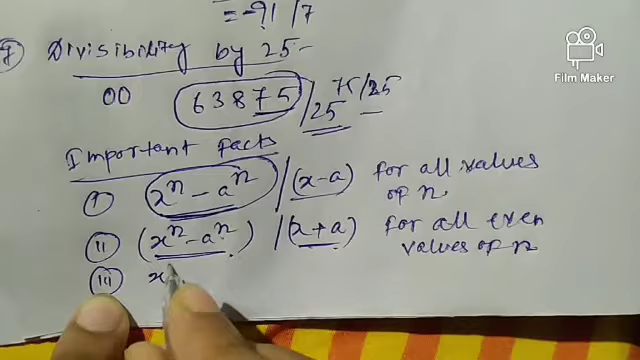 = -91/7
Divisibility by 25 -
00 63875/25 75/25
Film Maker
Important facts
(i) xⁿ - aⁿ /(x-a) for all values
of n.
(ii) (xⁿ - aⁿ) /(x+a) for all even
values of n
(iii) x